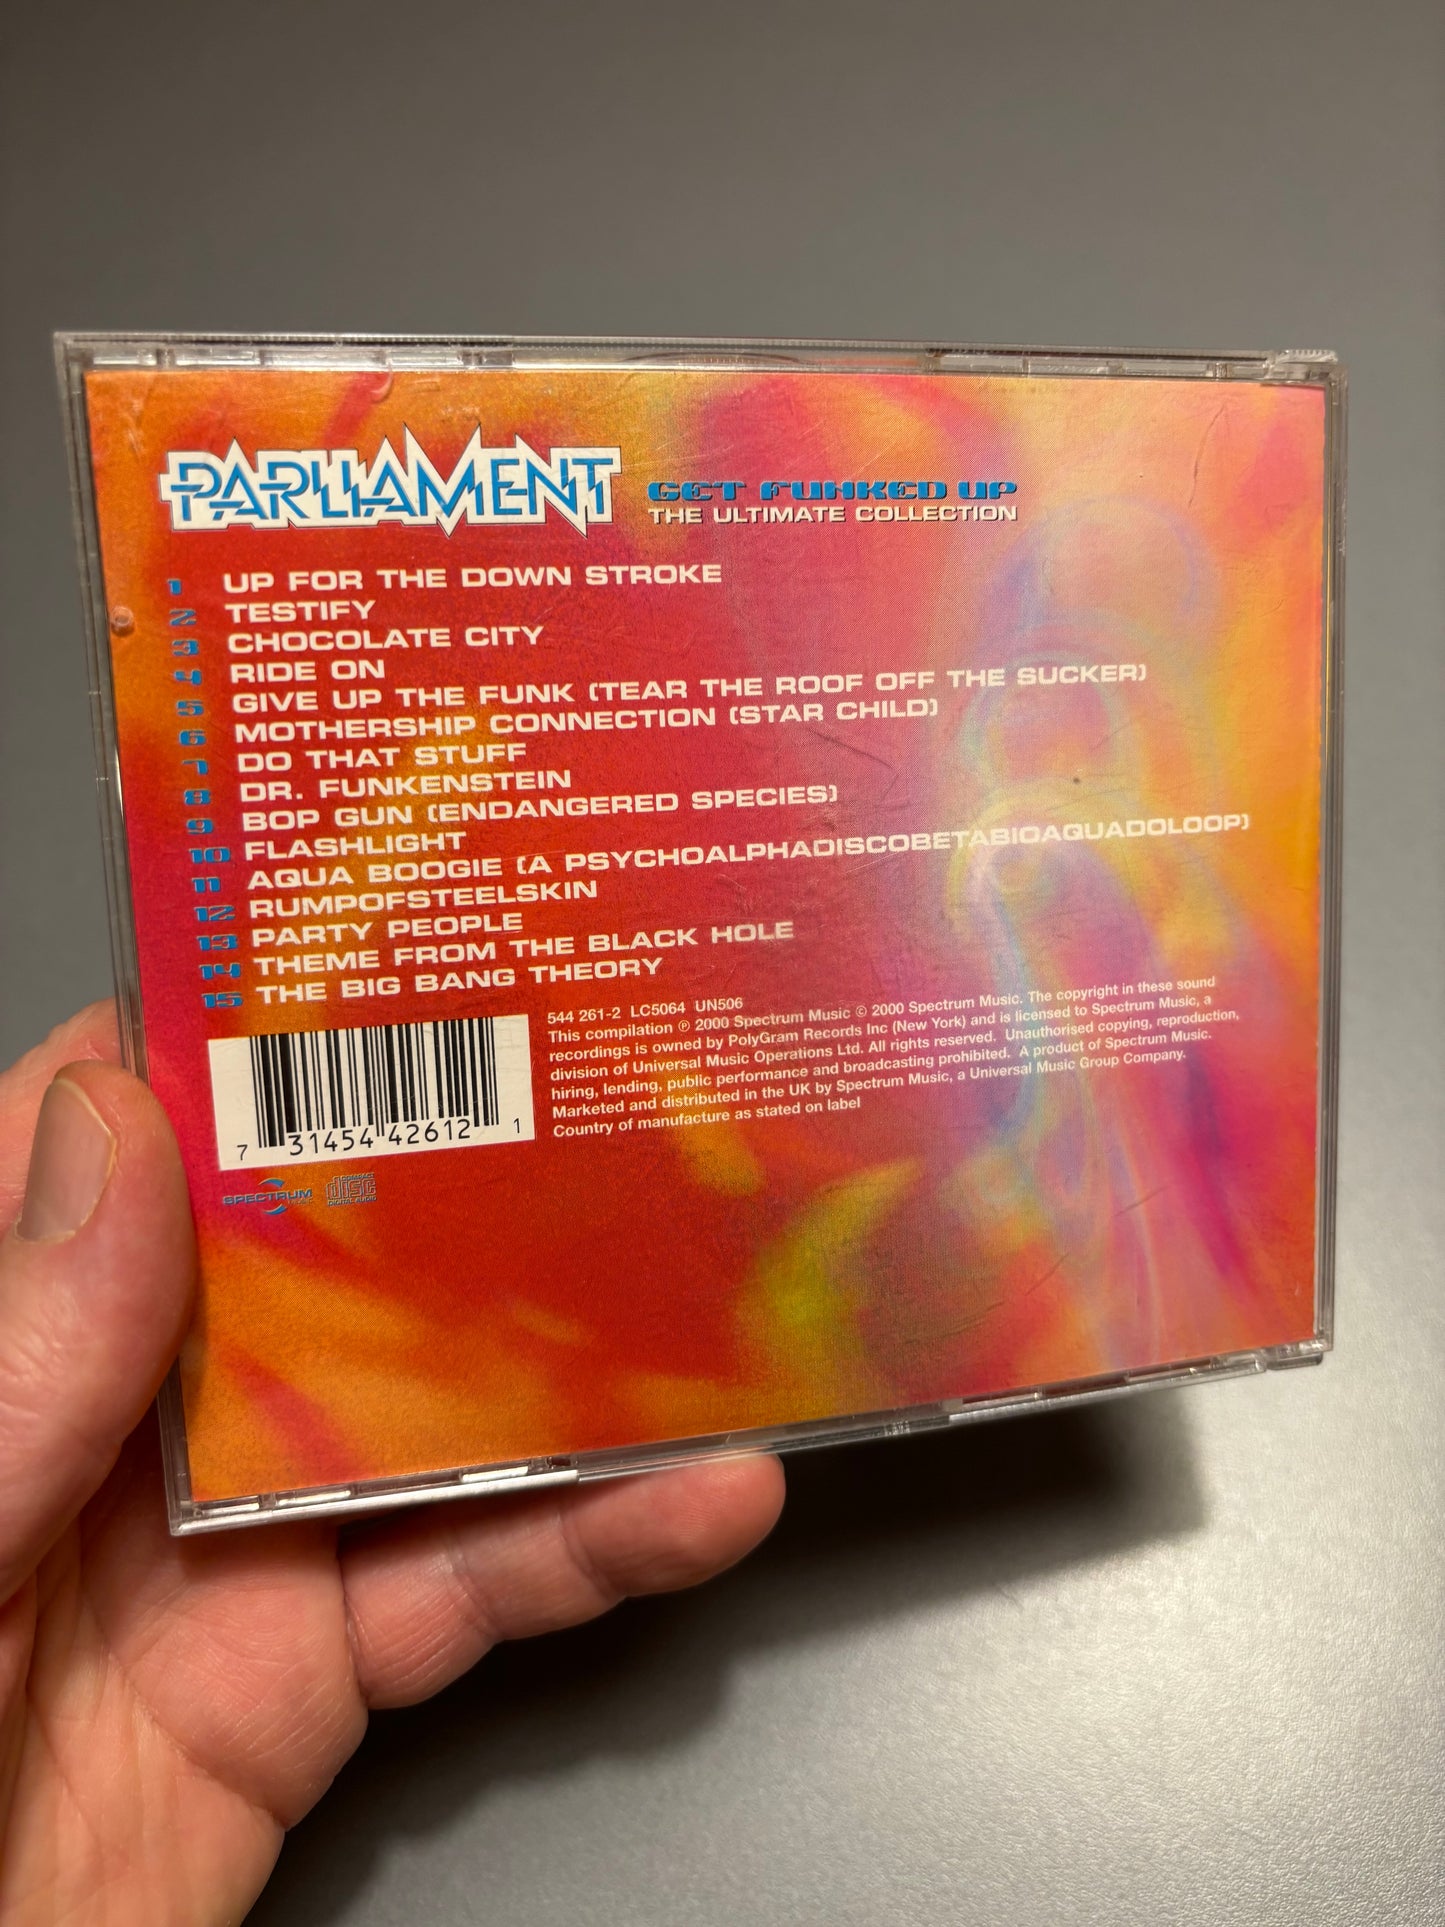 PARLIAMENT
GET FUNKED UP
THE ULTIMATE COLLECTION
1 UP FOR THE DOWN STROKE
2 TESTIFY
3 CHOCOLATE CITY
4 RIDE ON
5 GIVE UP THE FUNK (TEAR THE ROOF OFF THE SUCKER)
6 MOTHERSHIP CONNECTION (STAR CHILD)
7 DO THAT STUFF
8 DR. FUNKENSTEIN
9 BOP GUN (ENDANGERED SPECIES)
10 FLASHLIGHT
11 AQUA BOOGIE (A PSYCHOALPHADISCOBETABIOAQUADOLOOP)
12 RUMPOFSTEELSKIN
13 PARTY PEOPLE
14 THEME FROM THE BLACK HOLE
15 THE BIG BANG THEORY
544 261-2 LC5064 UN506
This compilation ℗ 2000 Spectrum Music © 2000 Spectrum Music. The copyright in these sound
recordings is owned by PolyGram Records Inc (New York) and is licensed to Spectrum Music, a
division of Universal Music Operations Ltd. All rights reserved. Unauthorised copying, reproduction,
hiring, lending, public performance and broadcasting prohibited. A product of Spectrum Music.
Marketed and distributed in the UK by Spectrum Music, a Universal Music Group Company.
Country of manufacture as stated on label
7 31454 42612 1
SPECTRUM
MUSIC
COMPACT
disc
DIGITAL AUDIO